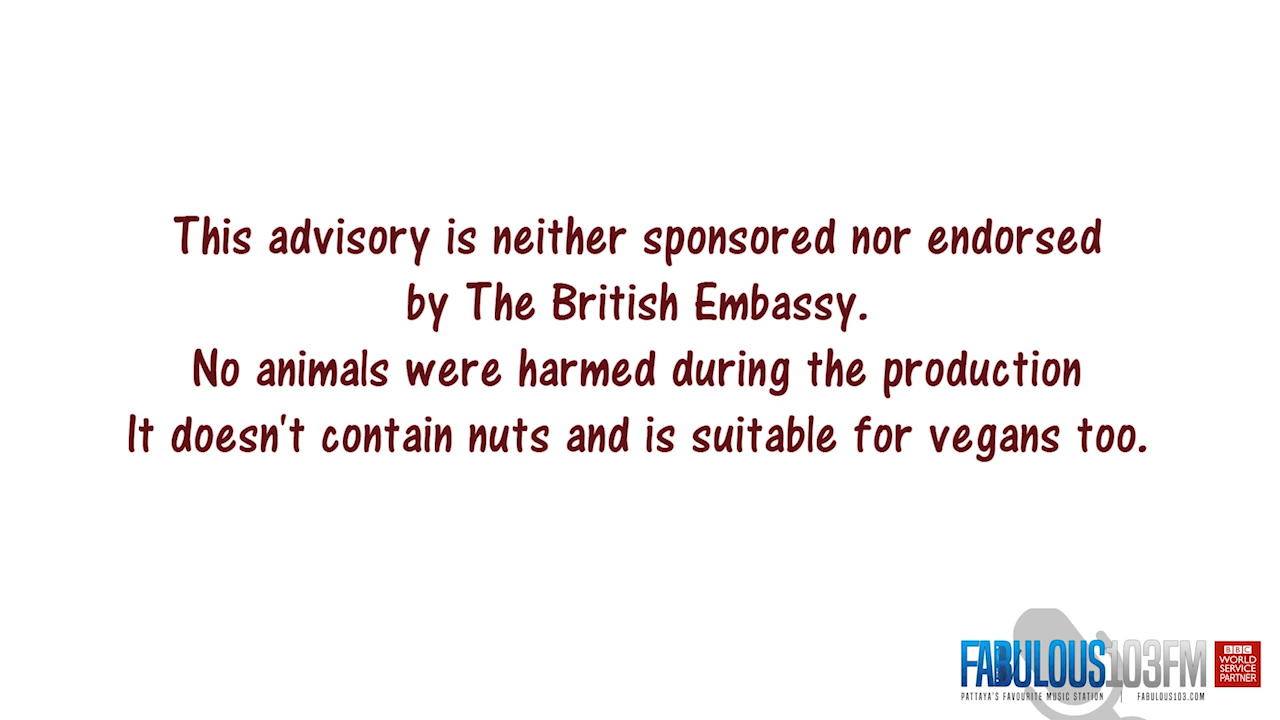 This advisory is neither sponsored nor endorsed
by The British Embassy.
No animals were harmed during the production
It doesn't contain nuts and is suitable for vegans too.
FABULOUS103FM
PATTAYA'S FAVOURITE MUSIC STATION | FABULOUS103.COM
BBC
WORLD
SERVICE
PARTNER